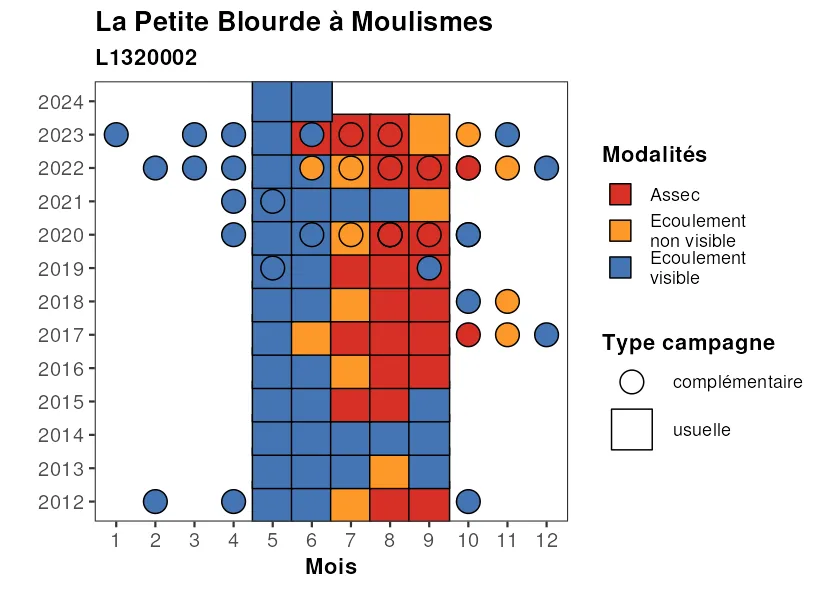 La Petite Blourde à Moulismes
L1320002
2024
2023
2022
2021
2020
2019
2018
2017
2016
2015
2014
2013
2012
1 2 3 4 5 6 7 8 9 10 11 12
Mois
Modalités
Assec
Ecoulement
non visible
Ecoulement
visible
Type campagne
complémentaire
usuelle